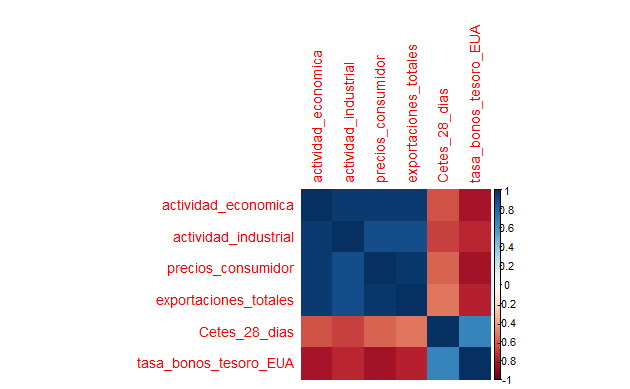 actividad_economica
actividad_industrial
precios_consumidor
exportaciones_totales
Cetes_28_dias
tasa_bonos_tesoro_EUA
actividad_economica
actividad_industrial
precios_consumidor
exportaciones_totales
Cetes_28_dias
tasa_bonos_tesoro_EUA
1
0.8
0.6
0.4
0.2
0
-0.2
-0.4
-0.6
-0.8
-1